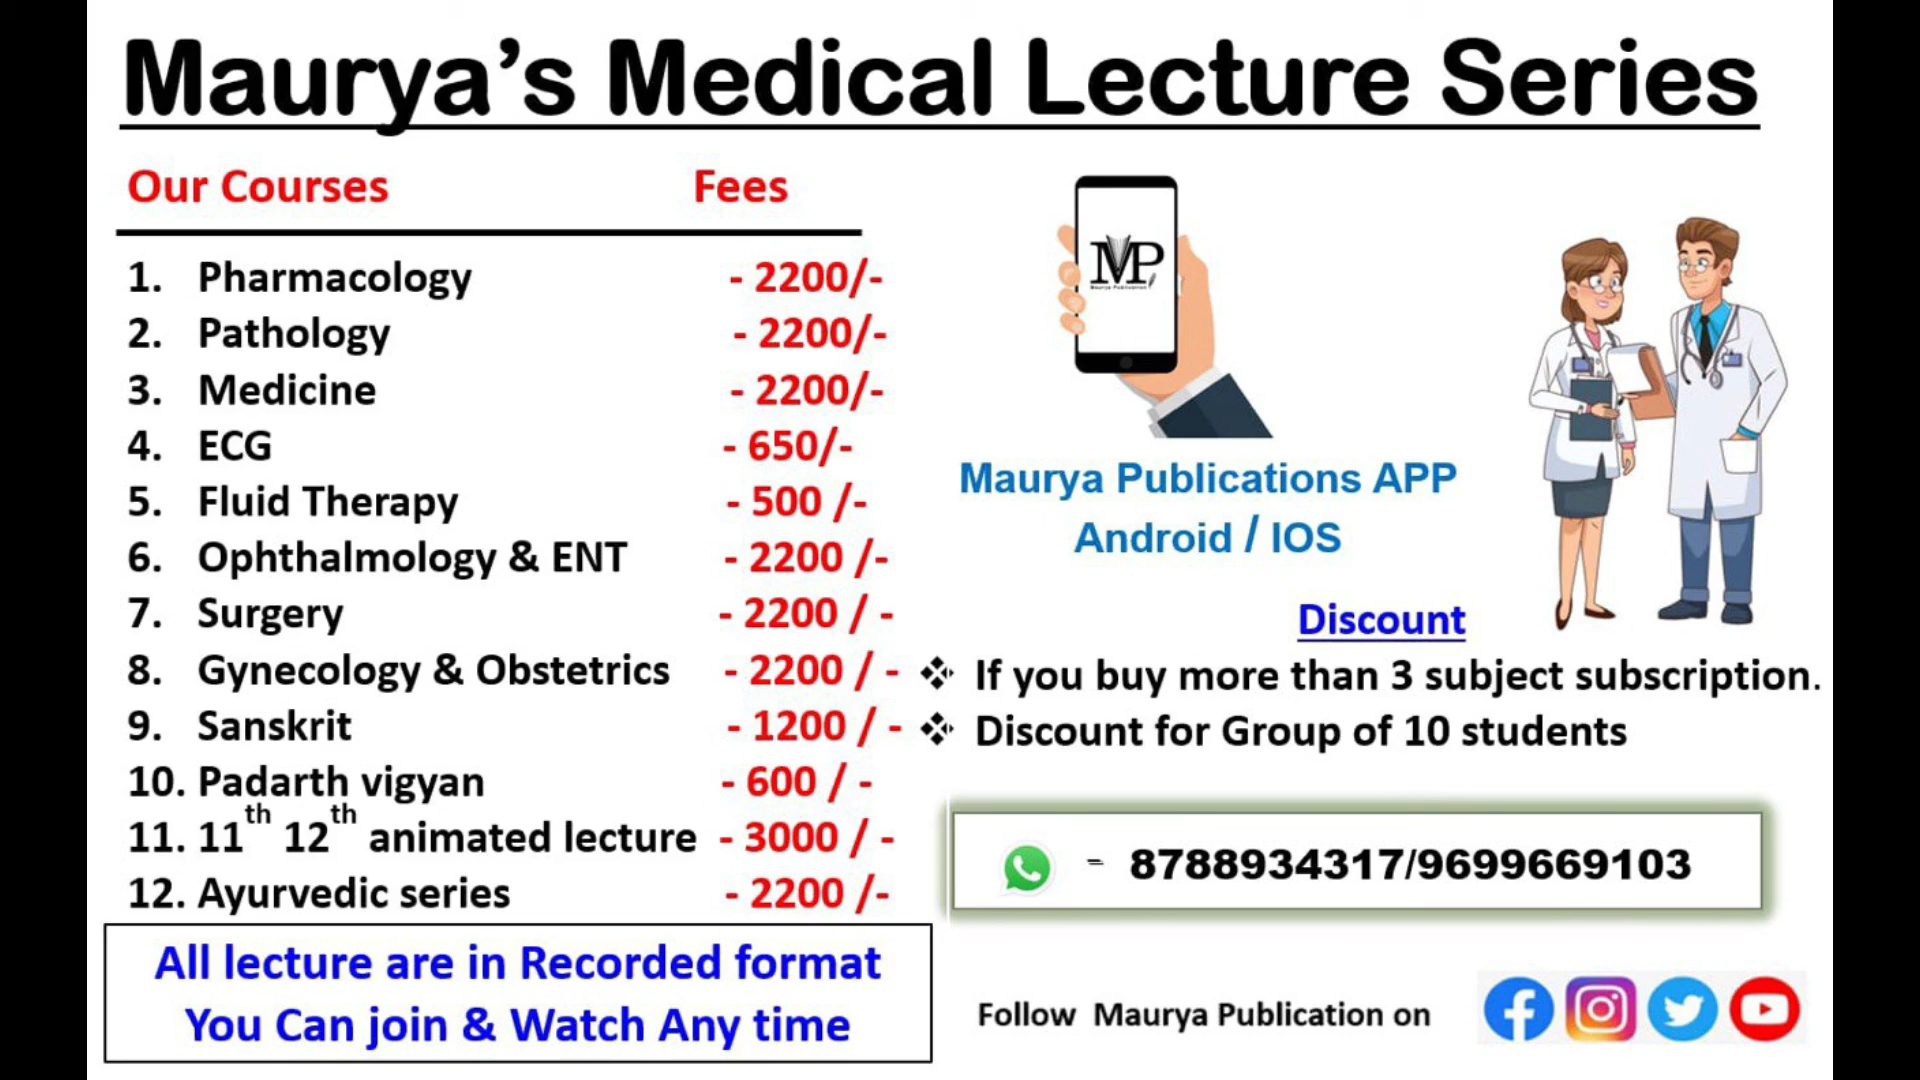 Maurya's Medical Lecture Series
Our Courses Fees
1. Pharmacology - 2200/-
2. Pathology - 2200/-
3. Medicine - 2200/-
4. ECG - 650/-
5. Fluid Therapy - 500 /-
6. Ophthalmology & ENT - 2200 /-
7. Surgery - 2200 / -
8. Gynecology & Obstetrics - 2200 / -
9. Sanskrit - 1200 / -
10. Padarth vigyan - 600 / -
11. 11th 12th animated lecture - 3000 / -
12. Ayurvedic series - 2200 /-
All lecture are in Recorded format
You Can join & Watch Any time
MP
Maurya Publication
Maurya Publications APP
Android / IOS
Discount
❖ If you buy more than 3 subject subscription.
❖ Discount for Group of 10 students
= 8788934317/9699669103
Follow Maurya Publication on